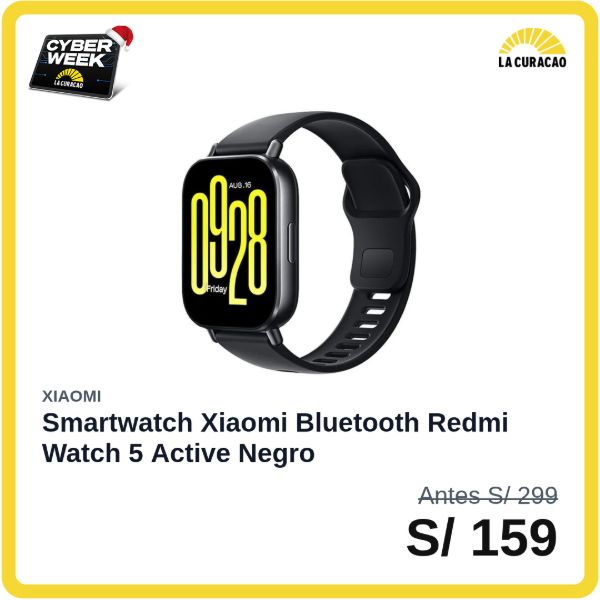 CYBER
WEEK
LA CURACAO
LA CURACAO
AUG.16
09
28
Friday
XIAOMI
Smartwatch Xiaomi Bluetooth Redmi
Watch 5 Active Negro
Antes S/ 299
S/ 159